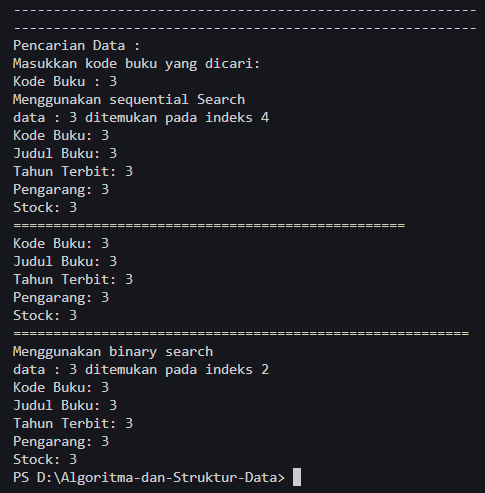 ----------------------------------------------------------
----------------------------------------------------------
Pencarian Data :
Masukkan kode buku yang dicari:
Kode Buku : 3
Menggunakan sequential Search
data : 3 ditemukan pada indeks 4
Kode Buku: 3
Judul Buku: 3
Tahun Terbit: 3
Pengarang: 3
Stock: 3
=================================================
Kode Buku: 3
Judul Buku: 3
Tahun Terbit: 3
Pengarang: 3
Stock: 3
=========================================================
Menggunakan binary search
data : 3 ditemukan pada indeks 2
Kode Buku: 3
Judul Buku: 3
Tahun Terbit: 3
Pengarang: 3
Stock: 3
PS D:\Algoritma-dan-Struktur-Data>